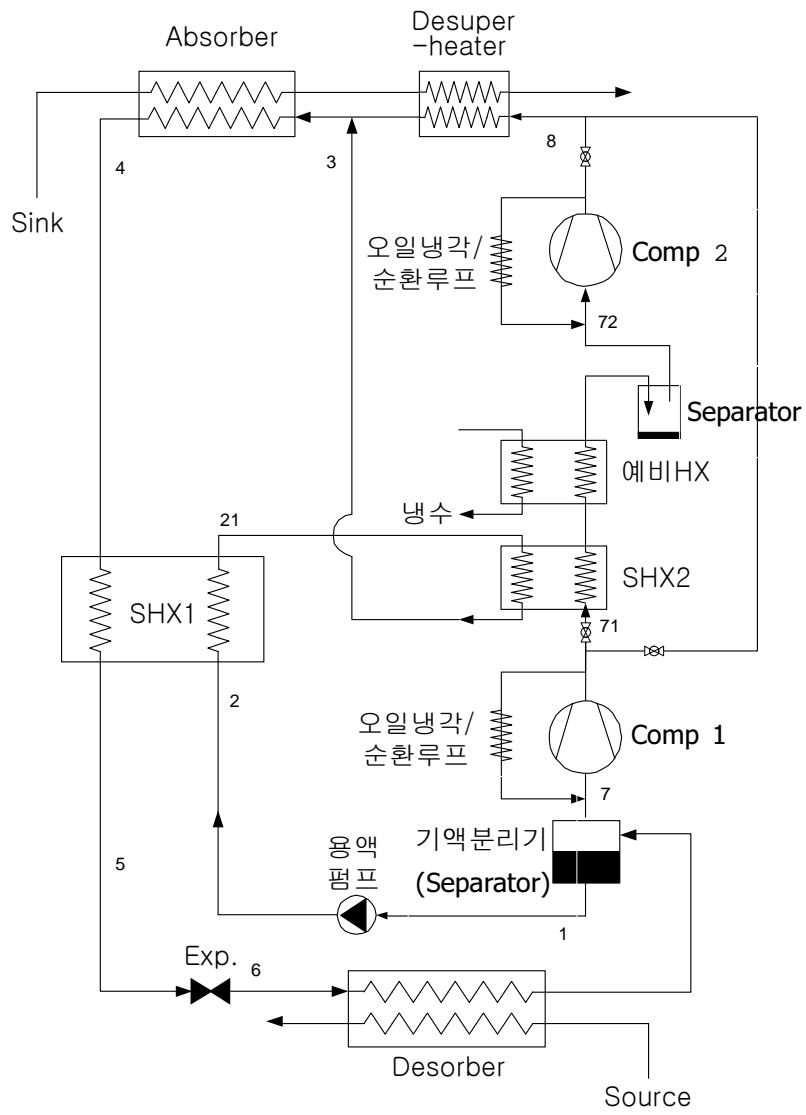 Absorber
Desuper
-heater
8
4
3
Sink
오일냉각/
순환루프
Comp 2
72
Separator
예비HX
냉수
21
SHX2
SHX1
71
2
오일냉각/
순환루프
Comp 1
7
기액분리기
(Separator)
용액
펌프
5
1
Exp.
6
Desorber
Source